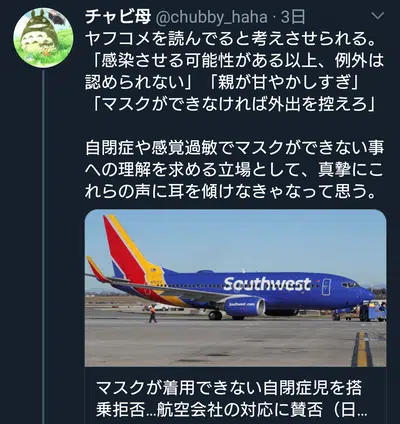 チャビ母 @chubby_haha · 3日
ヤフコメを読んでると考えさせられる。
「感染させる可能性がある以上、例外は
認められない」「親が甘やかしすぎ」
「マスクができなければ外出を控えろ」
自閉症や感覚過敏でマスクができない事
への理解を求める立場として、真摯にこ
れらの声に耳を傾けなきゃなって思う。
Southwest
マスクが着用できない自閉症児を搭
乗拒否...航空会社の対応に賛否（日...